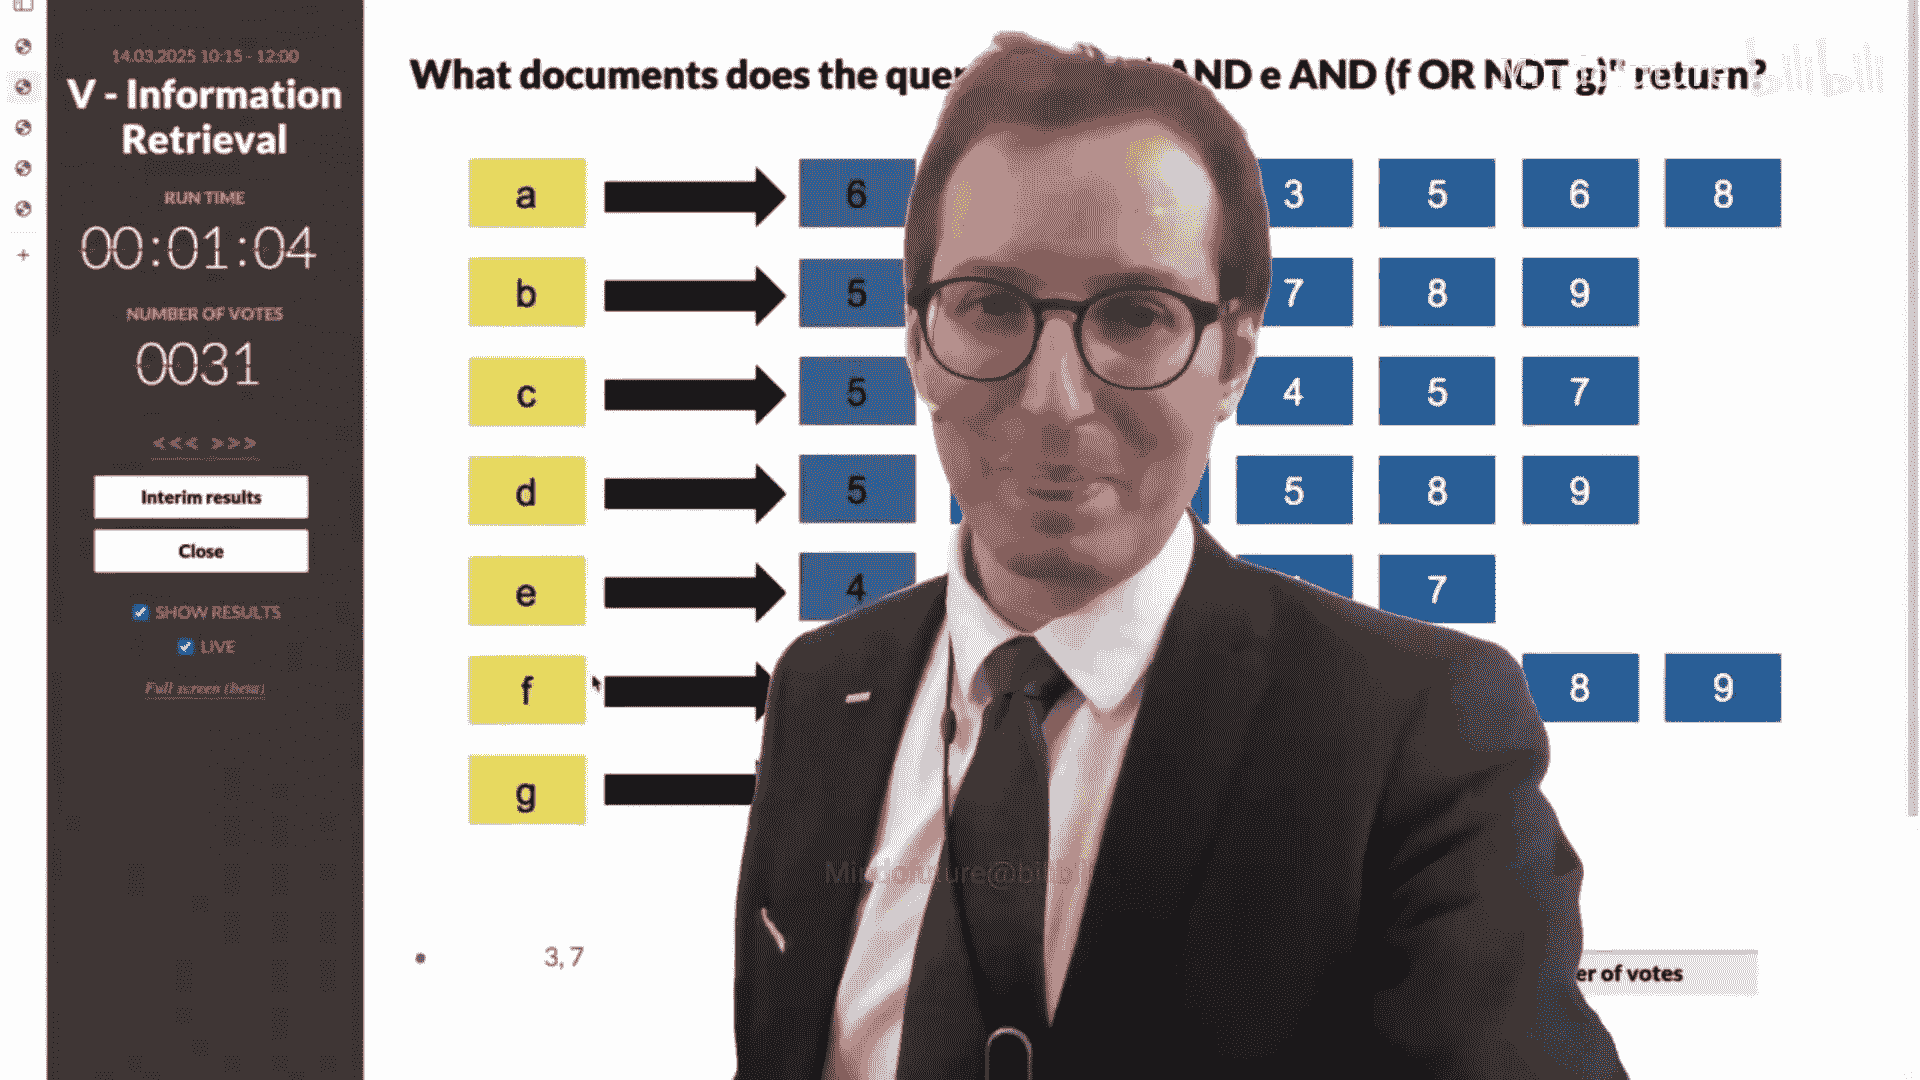 14.03.2025 10:15 - 12:00
V - Information
Retrieval
RUN TIME
00:01:04
NUMBER OF VOTES
0031
<<< >>>
Interim results
Close
SHOW RESULTS
LIVE
Full screen (beta)
What documents does the AND e AND (f OR NOT g)" return?
bilibili
a 6 3 5 6 8
b 5 7 8 9
c 5 4 5 7
d 5 5 8 9
e 4 7
f 8 9
g
3, 7
of votes